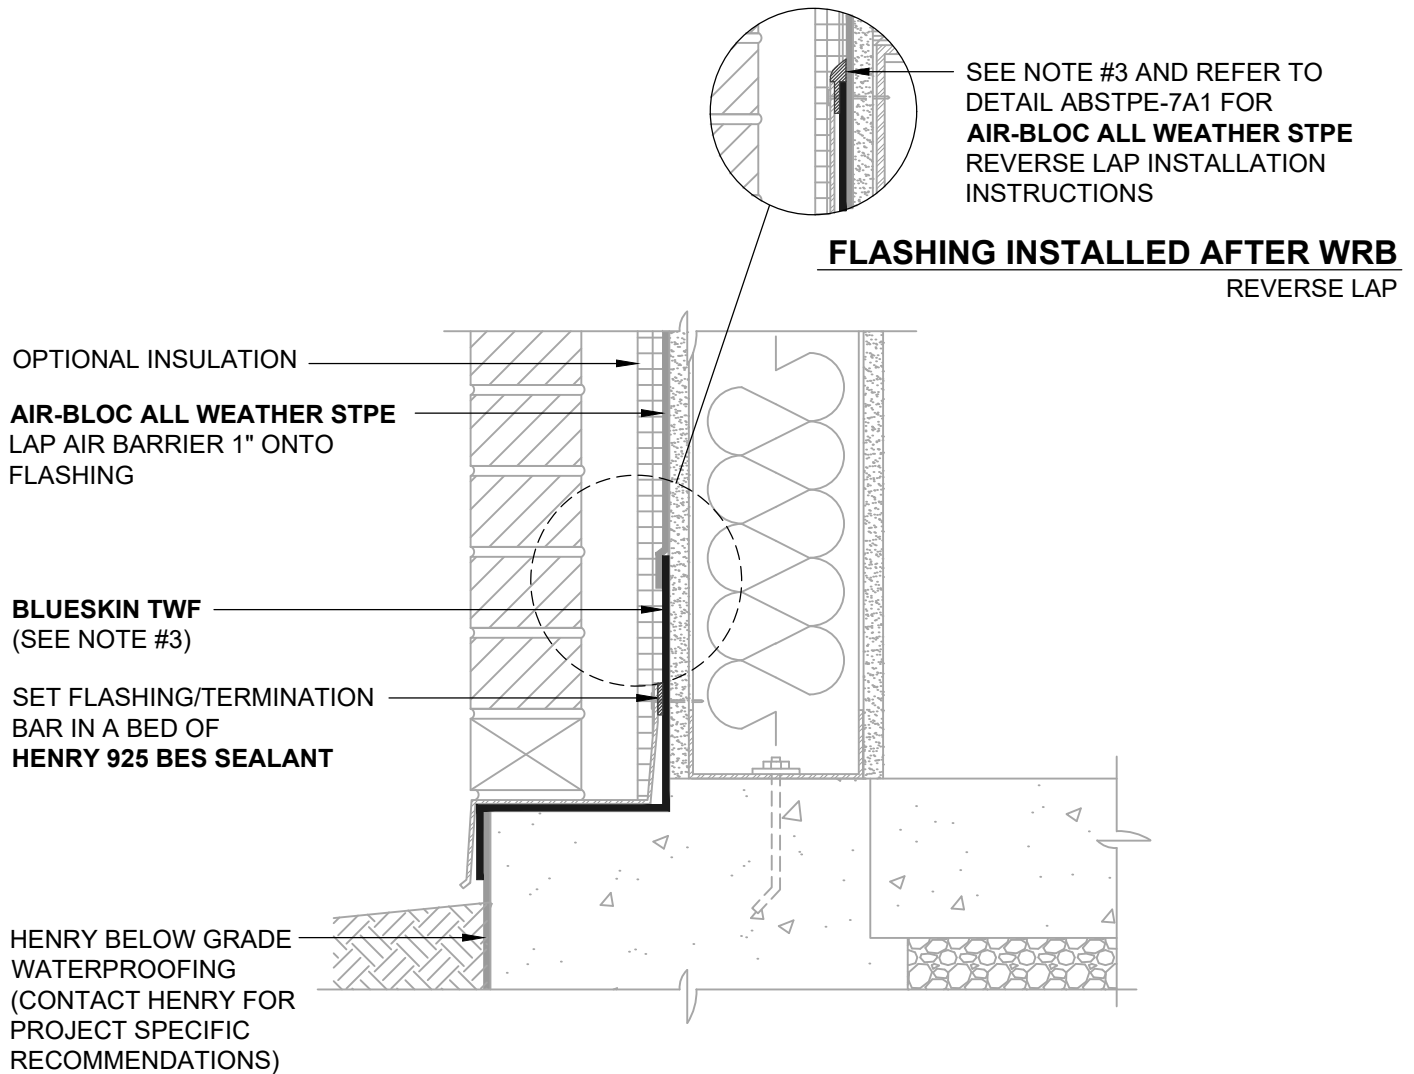 SEE NOTE #3 AND REFER TO
DETAIL ABSTPE-7A1 FOR
AIR-BLOC ALL WEATHER STPE
REVERSE LAP INSTALLATION
INSTRUCTIONS
FLASHING INSTALLED AFTER WRB
REVERSE LAP
OPTIONAL INSULATION
AIR-BLOC ALL WEATHER STPE
LAP AIR BARRIER 1" ONTO
FLASHING
BLUESKIN TWF
(SEE NOTE #3)
SET FLASHING/TERMINATION
BAR IN A BED OF
HENRY 925 BES SEALANT
HENRY BELOW GRADE
WATERPROOFING
(CONTACT HENRY FOR
PROJECT SPECIFIC
RECOMMENDATIONS)